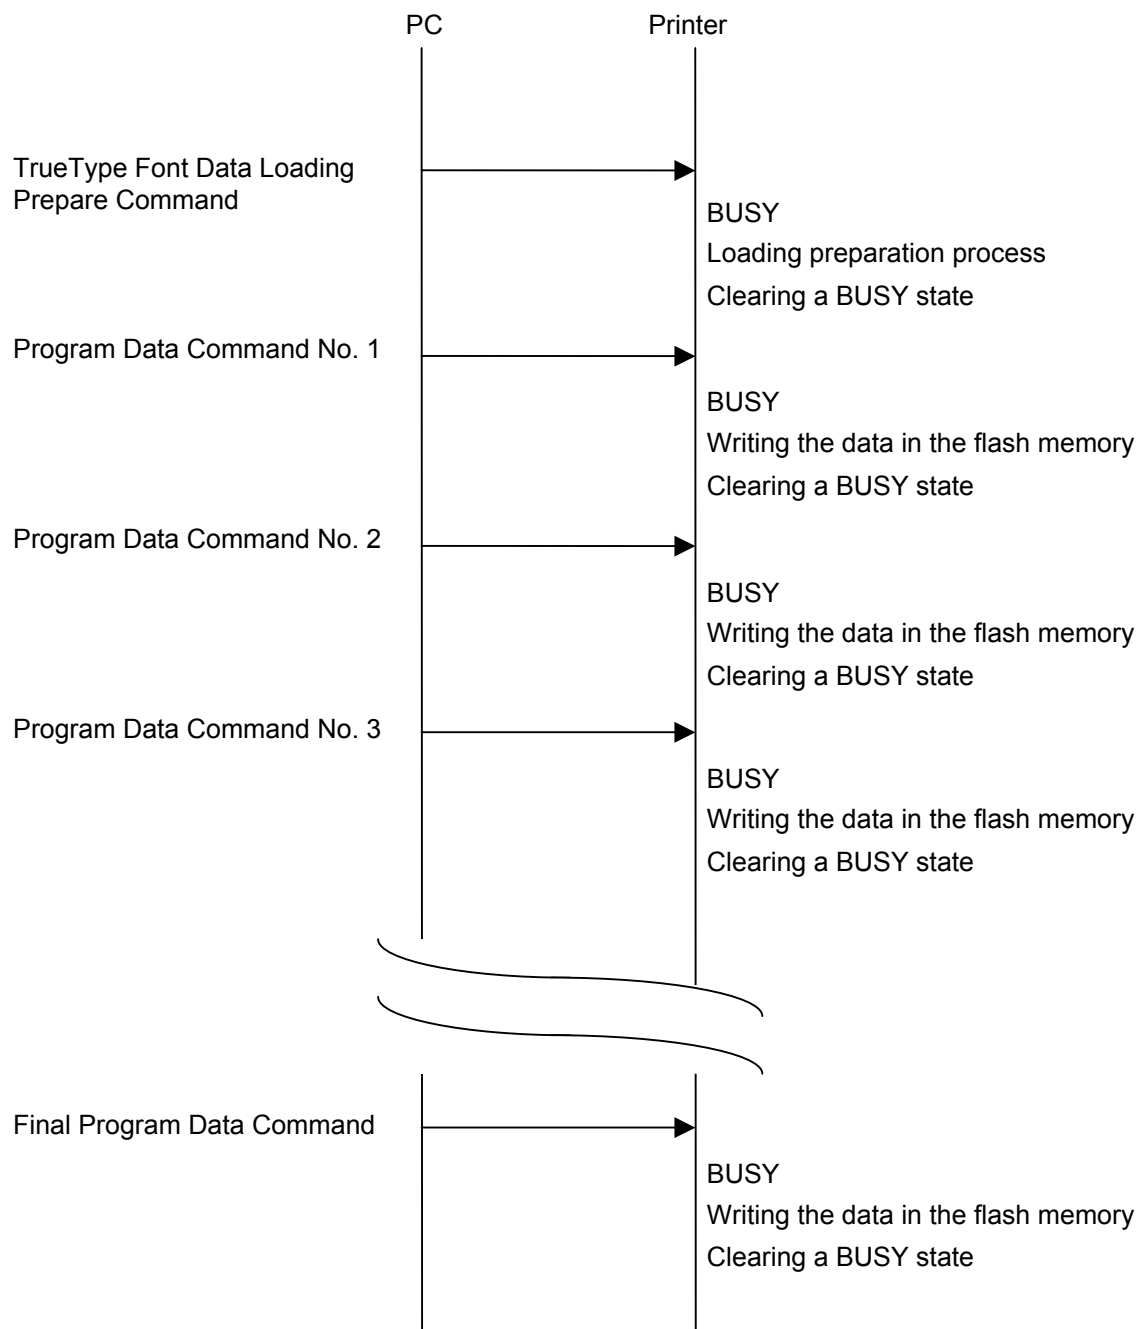 PC Printer
TrueType Font Data Loading
Prepare Command
BUSY
Loading preparation process
Clearing a BUSY state
Program Data Command No. 1
BUSY
Writing the data in the flash memory
Clearing a BUSY state
Program Data Command No. 2
BUSY
Writing the data in the flash memory
Clearing a BUSY state
Program Data Command No. 3
BUSY
Writing the data in the flash memory
Clearing a BUSY state
Final Program Data Command
BUSY
Writing the data in the flash memory
Clearing a BUSY state